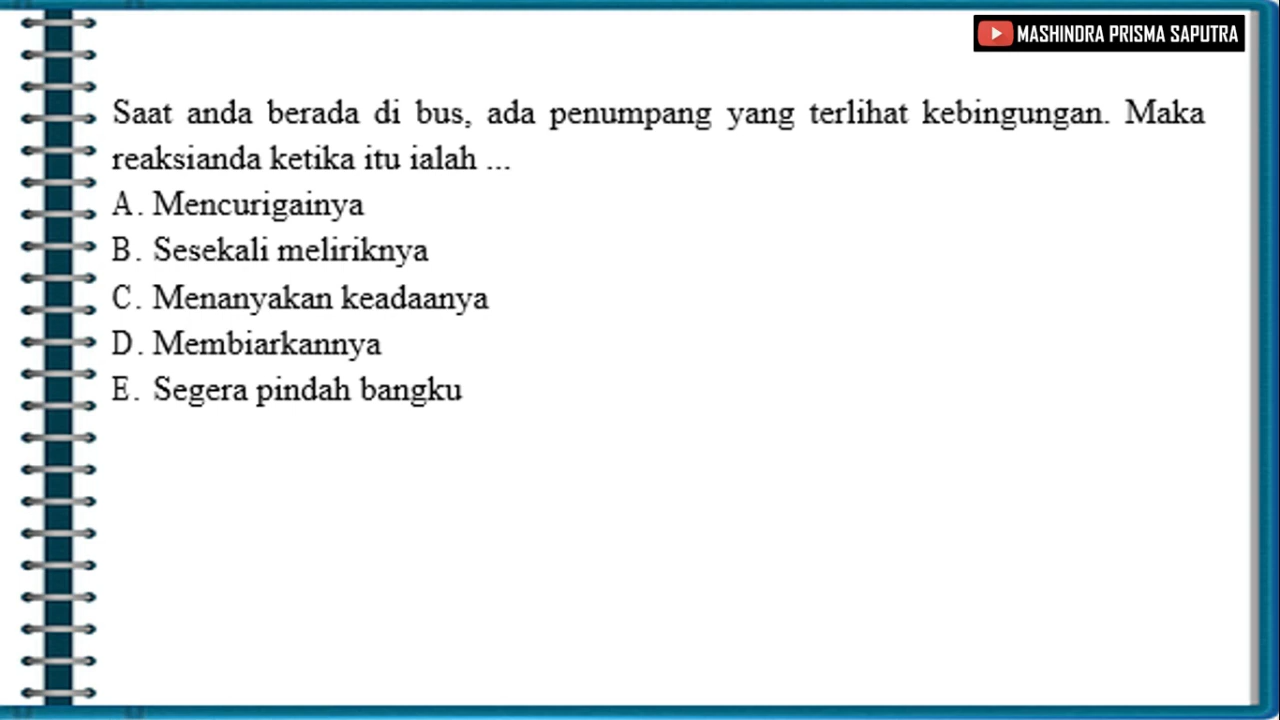 MASHINDRA PRISMA SAPUTRA
Saat anda berada di bus, ada penumpang yang terlihat kebingungan. Maka
reaksianda ketika itu ialah ...
A. Mencurigainya
B. Sesekali meliriknya
C. Menanyakan keadaanya
D. Membiarkannya
E. Segera pindah bangku